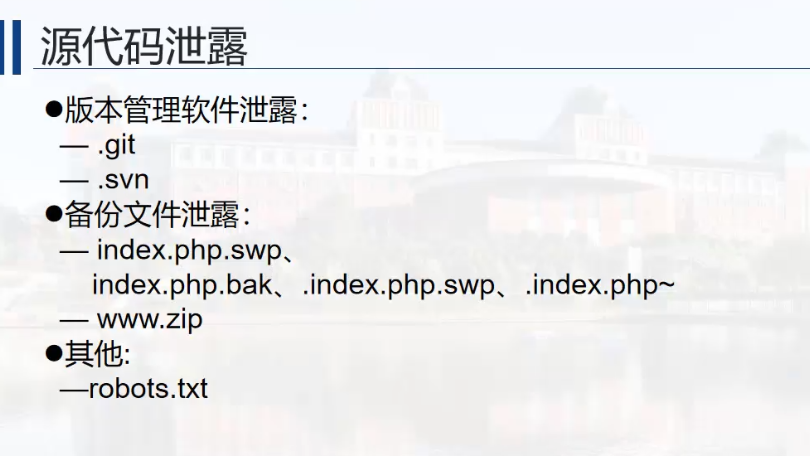 源代码泄露
●版本管理软件泄露：
— .git
— .svn
●备份文件泄露：
— index.php.swp、
index.php.bak、.index.php.swp、.index.php~
— www.zip
●其他:
—robots.txt